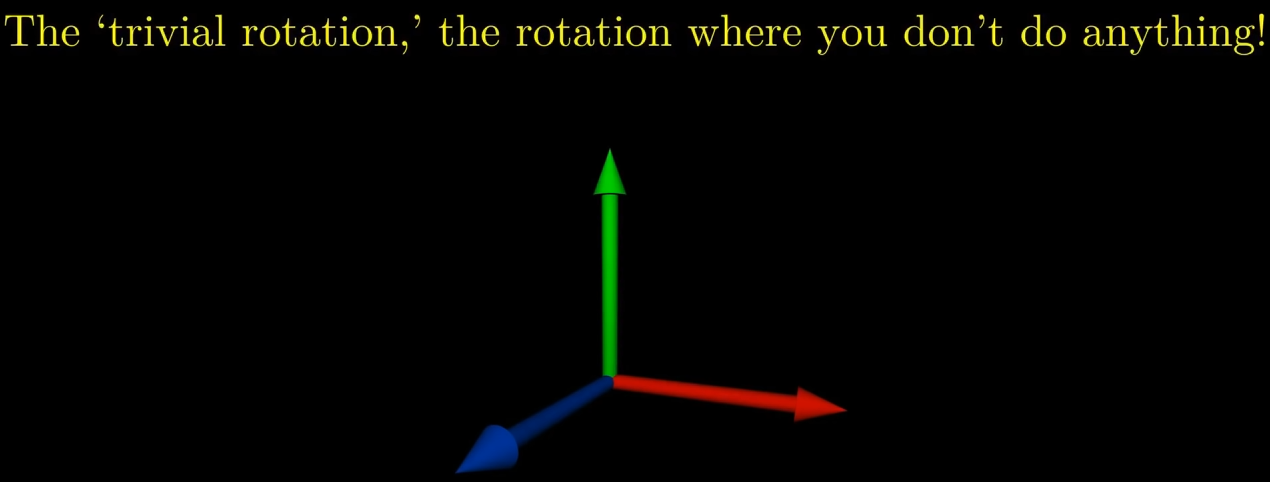 The ‘trivial rotation,’ the rotation where you don’t do anything!